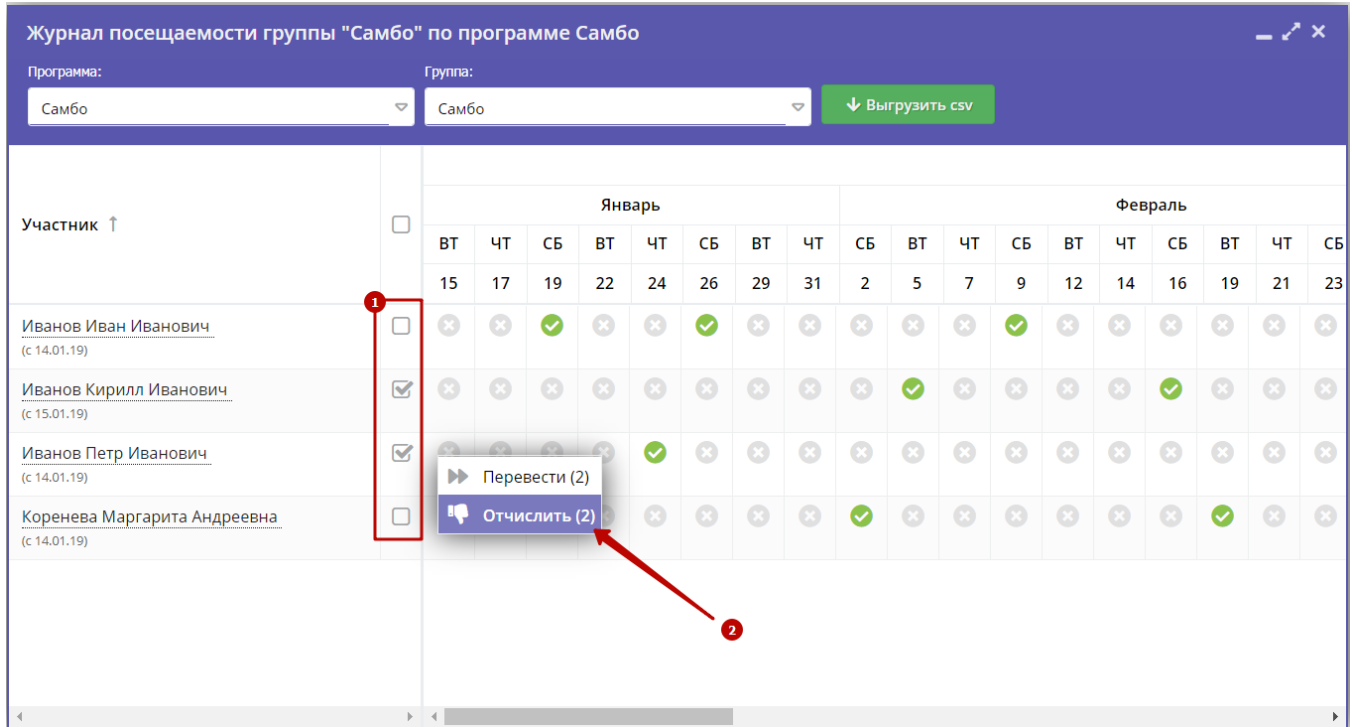 Журнал посещаемости группы "Самбо" по программе Самбо
Программа: Группа:
Самбо Самбо Выгрузить csv
Участник
Январь Февраль
ВТ ЧТ СБ ВТ ЧТ СБ ВТ ЧТ СБ ВТ ЧТ СБ ВТ ЧТ СБ ВТ ЧТ СБ
15 17 19 22 24 26 29 31 2 5 7 9 12 14 16 19 21 23
1
Иванов Иван Иванович
(с 14.01.19)
Иванов Кирилл Иванович
(с 15.01.19)
Иванов Петр Иванович
(с 14.01.19)
Перевести (2)
Отчислить (2)
Коренева Маргарита Андреевна
(с 14.01.19)
2